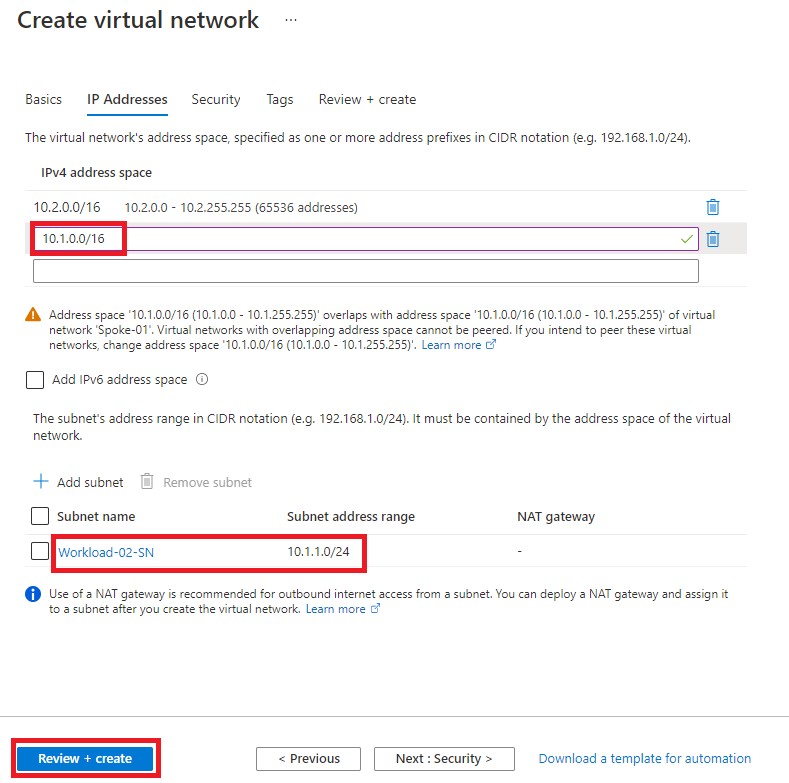 Create virtual network ...
Basics IP Addresses Security Tags Review + create
The virtual network's address space, specified as one or more address prefixes in CIDR notation (e.g. 192.168.1.0/24).
IPv4 address space
10.2.0.0/16 10.2.0.0 - 10.2.255.255 (65536 addresses)
10.1.0.0/16
Address space '10.1.0.0/16 (10.1.0.0 - 10.1.255.255)' overlaps with address space '10.1.0.0/16 (10.1.0.0 - 10.1.255.255)' of virtual
network 'Spoke-01'. Virtual networks with overlapping address space cannot be peered. If you intend to peer these virtual
networks, change address space '10.1.0.0/16 (10.1.0.0 - 10.1.255.255)'. Learn more
Add IPv6 address space
The subnet's address range in CIDR notation (e.g. 192.168.1.0/24). It must be contained by the address space of the virtual
network.
+ Add subnet Remove subnet
Subnet name Subnet address range NAT gateway
Workload-02-SN 10.1.1.0/24 -
Use of a NAT gateway is recommended for outbound internet access from a subnet. You can deploy a NAT gateway and assign it
to a subnet after you create the virtual network. Learn more
Review + create < Previous Next : Security > Download a template for automation